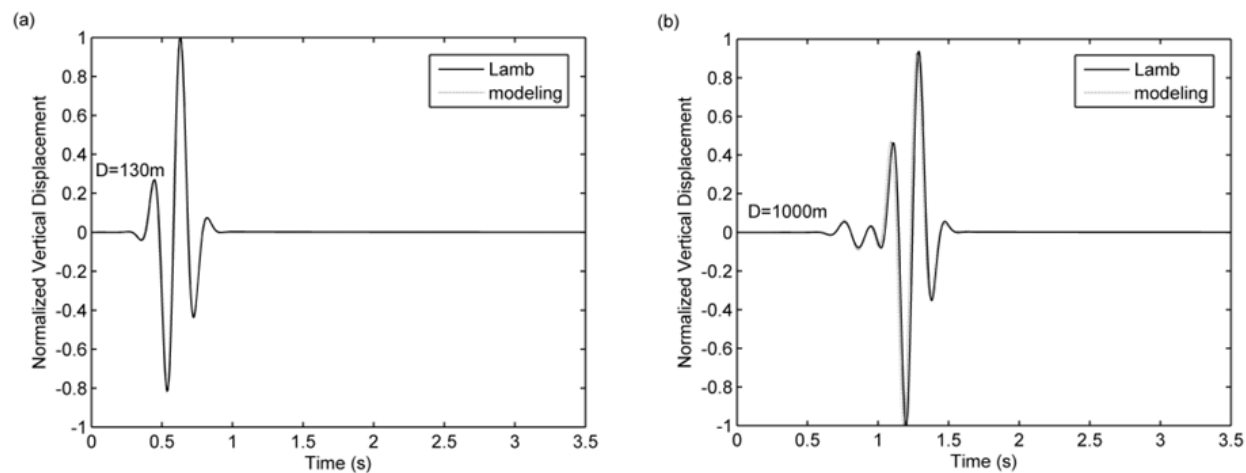 (a)
Normalized Vertical Displacement
1
0.8
0.6
0.4
0.2
0
-0.2
-0.4
-0.6
-0.8
-1
D=130m
Lamb
modeling
0 0.5 1 1.5 2 2.5 3 3.5
Time (s)
(b)
Normalized Vertical Displacement
1
0.8
0.6
0.4
0.2
0
-0.2
-0.4
-0.6
-0.8
-1
D=1000m
Lamb
modeling
0 0.5 1 1.5 2 2.5 3 3.5
Time (s)